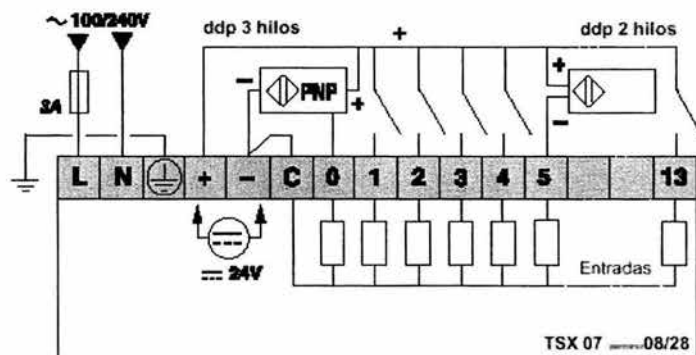 ~ 100/240V
ddp 3 hilos
+
ddp 2 hilos
2A
− PNP +
+
−
L N + − C 0 1 2 3 4 5 13
24V
Entradas
TSX 07 08/28